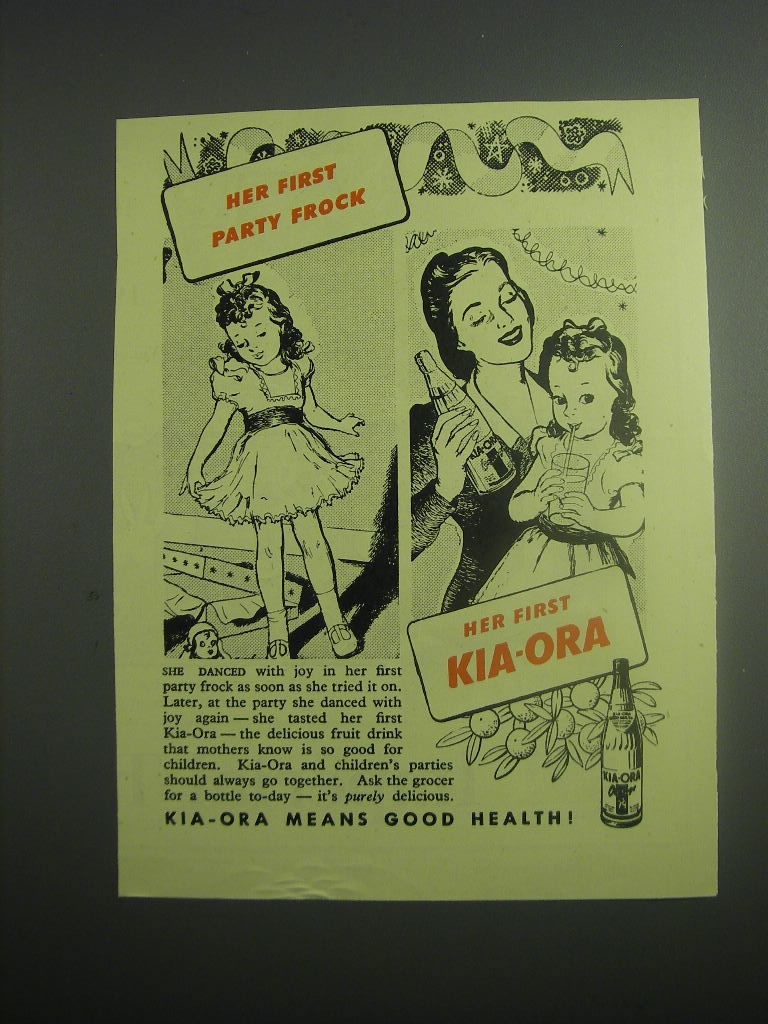 HER FIRST
PARTY FROCK
KIA-ORA
HER FIRST
KIA-ORA
SHE DANCED with joy in her first
party frock as soon as she tried it on.
Later, at the party she danced with
joy again — she tasted her first
Kia-Ora — the delicious fruit drink
that mothers know is so good for
children. Kia-Ora and children's parties
should always go together. Ask the grocer
for a bottle to-day — it's purely delicious.
KIA-ORA MEANS GOOD HEALTH!
KIA-ORA